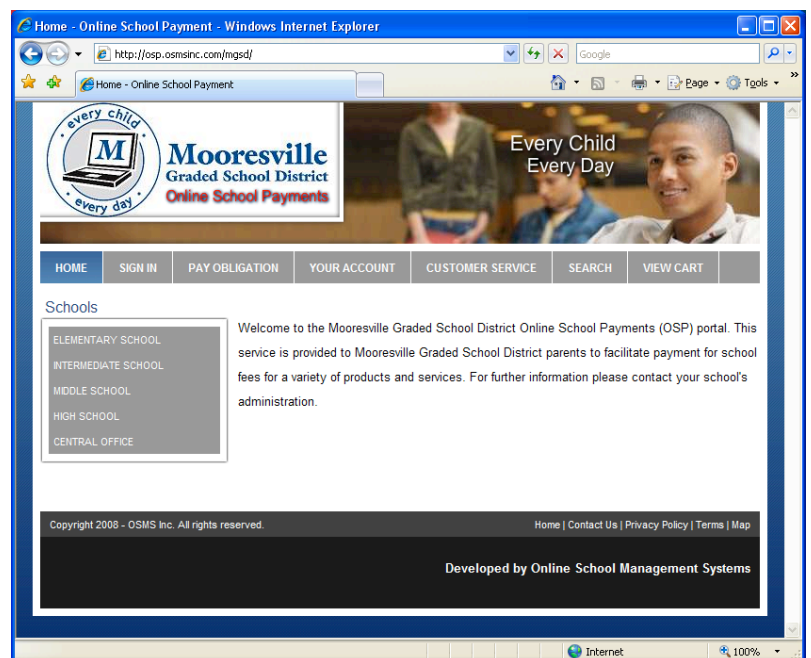 Home - Online School Payment - Windows Internet Explorer
http://osp.osmsinc.com/mgsd/
Google
Home - Online School Payment
Page
Tools
»
every child
M
every day
Mooresville
Graded School District
Online School Payments
Every Child
Every Day
HOME
SIGN IN
PAY OBLIGATION
YOUR ACCOUNT
CUSTOMER SERVICE
SEARCH
VIEW CART
Schools
ELEMENTARY SCHOOL
INTERMEDIATE SCHOOL
MIDDLE SCHOOL
HIGH SCHOOL
CENTRAL OFFICE
Welcome to the Mooresville Graded School District Online School Payments (OSP) portal. This
service is provided to Mooresville Graded School District parents to facilitate payment for school
fees for a variety of products and services. For further information please contact your school's
administration.
Copyright 2008 - OSMS Inc. All rights reserved.
Home | Contact Us | Privacy Policy | Terms | Map
Developed by Online School Management Systems
Internet
100%